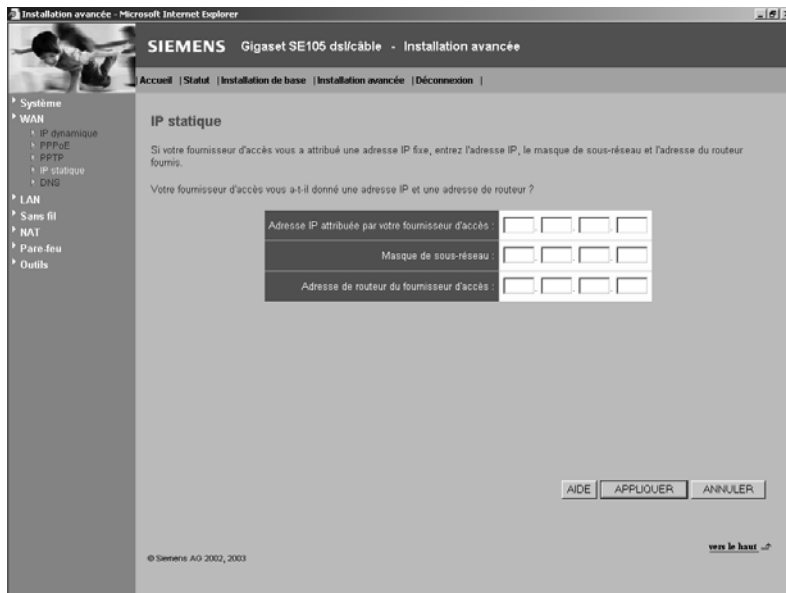 Installation avancée - Microsoft Internet Explorer
SIEMENS Gigaset SE105 dsl/câble - Installation avancée
Accueil | Statut | Installation de base | Installation avancée | Déconnexion |
Système
WAN
IP dynamique
PPPoE
PPTP
IP statique
DNS
LAN
Sans fil
NAT
Pare-feu
Outils
IP statique
Si votre fournisseur d'accès vous a attribué une adresse IP fixe, entrez l'adresse IP, le masque de sous-réseau et l'adresse du routeur
fournis.
Votre fournisseur d'accès vous a-t-il donné une adresse IP et une adresse de routeur ?
Adresse IP attribuée par votre fournisseur d'accès :
Masque de sous-réseau :
Adresse de routeur du fournisseur d'accès :
AIDE APPLIQUER ANNULER
vers le haut
© Siemens AG 2002, 2003